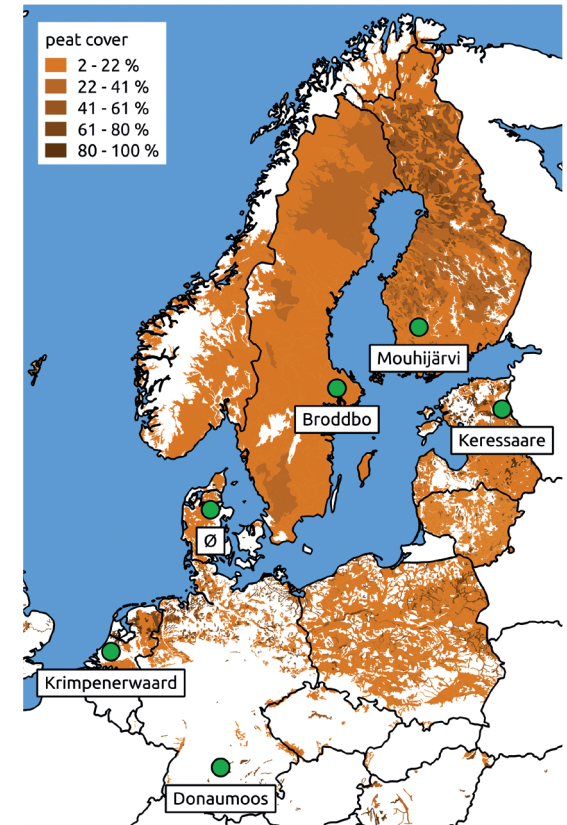 peat cover
2 - 22 %
22 - 41 %
41 - 61 %
61 - 80 %
80 - 100 %
Mouhijärvi
Broddbo
Keressaare
Ø
Krimpenerwaard
Donaumoos